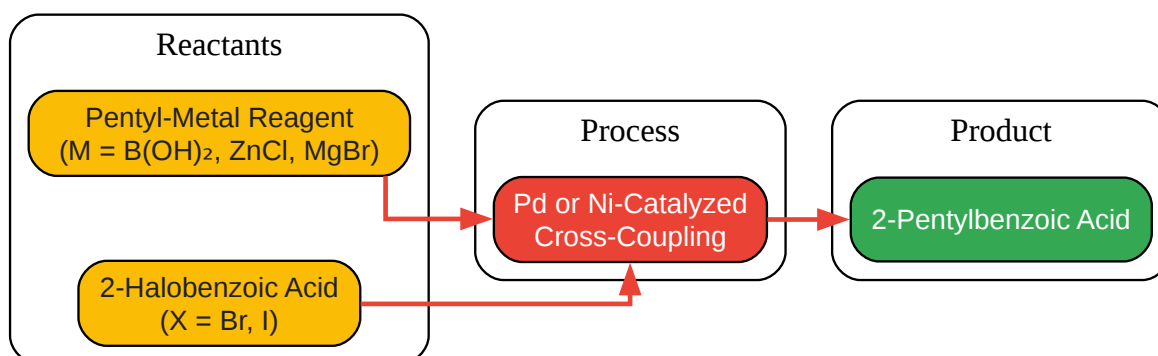 Reactants
Pentyl-Metal Reagent
(M = B(OH)₂, ZnCl, MgBr)
2-Halobenzoic Acid
(X = Br, I)
Process
Pd or Ni-Catalyzed
Cross-Coupling
Product
2-Pentylbenzoic Acid